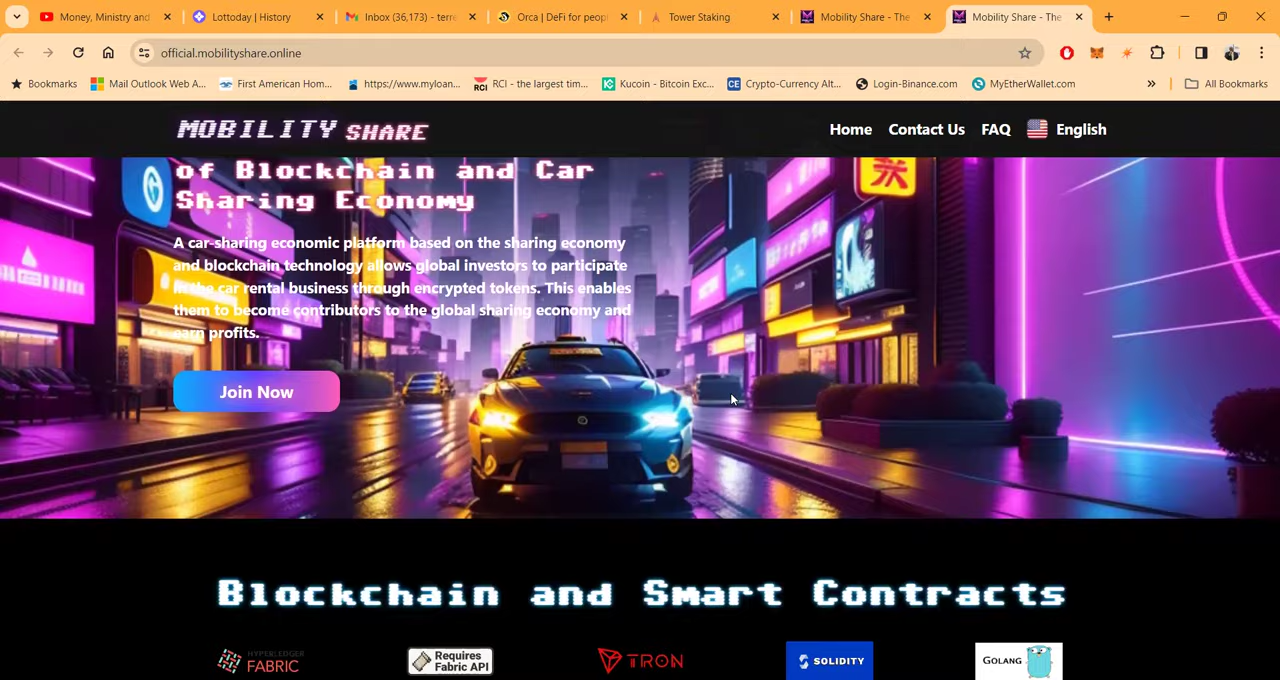 Money, Ministry and
Lottoday | History
Inbox (36,173) - terre
Orca | DeFi for peop
Tower Staking
Mobility Share - The
Mobility Share - The
official.mobilityshare.online
Bookmarks
Mail Outlook Web A...
First American Hom...
https://www.myloan...
RCI
RCI - the largest tim...
Kucoin - Bitcoin Exc...
CE
Crypto-Currency Alt...
Login-Binance.com
MyEtherWallet.com
»
All Bookmarks
MOBILITY SHARE
Home
Contact Us
FAQ
English
of Blockchain and Car
Sharing Economy
A car-sharing economic platform based on the sharing economy
and blockchain technology allows global investors to participate
in the car rental business through encrypted tokens. This enables
them to become contributors to the global sharing economy and
earn profits.
Join Now
Blockchain and Smart Contracts
HYPERLEDGER
FABRIC
Requires
Fabric API
TRON
SOLIDITY
GOLANG